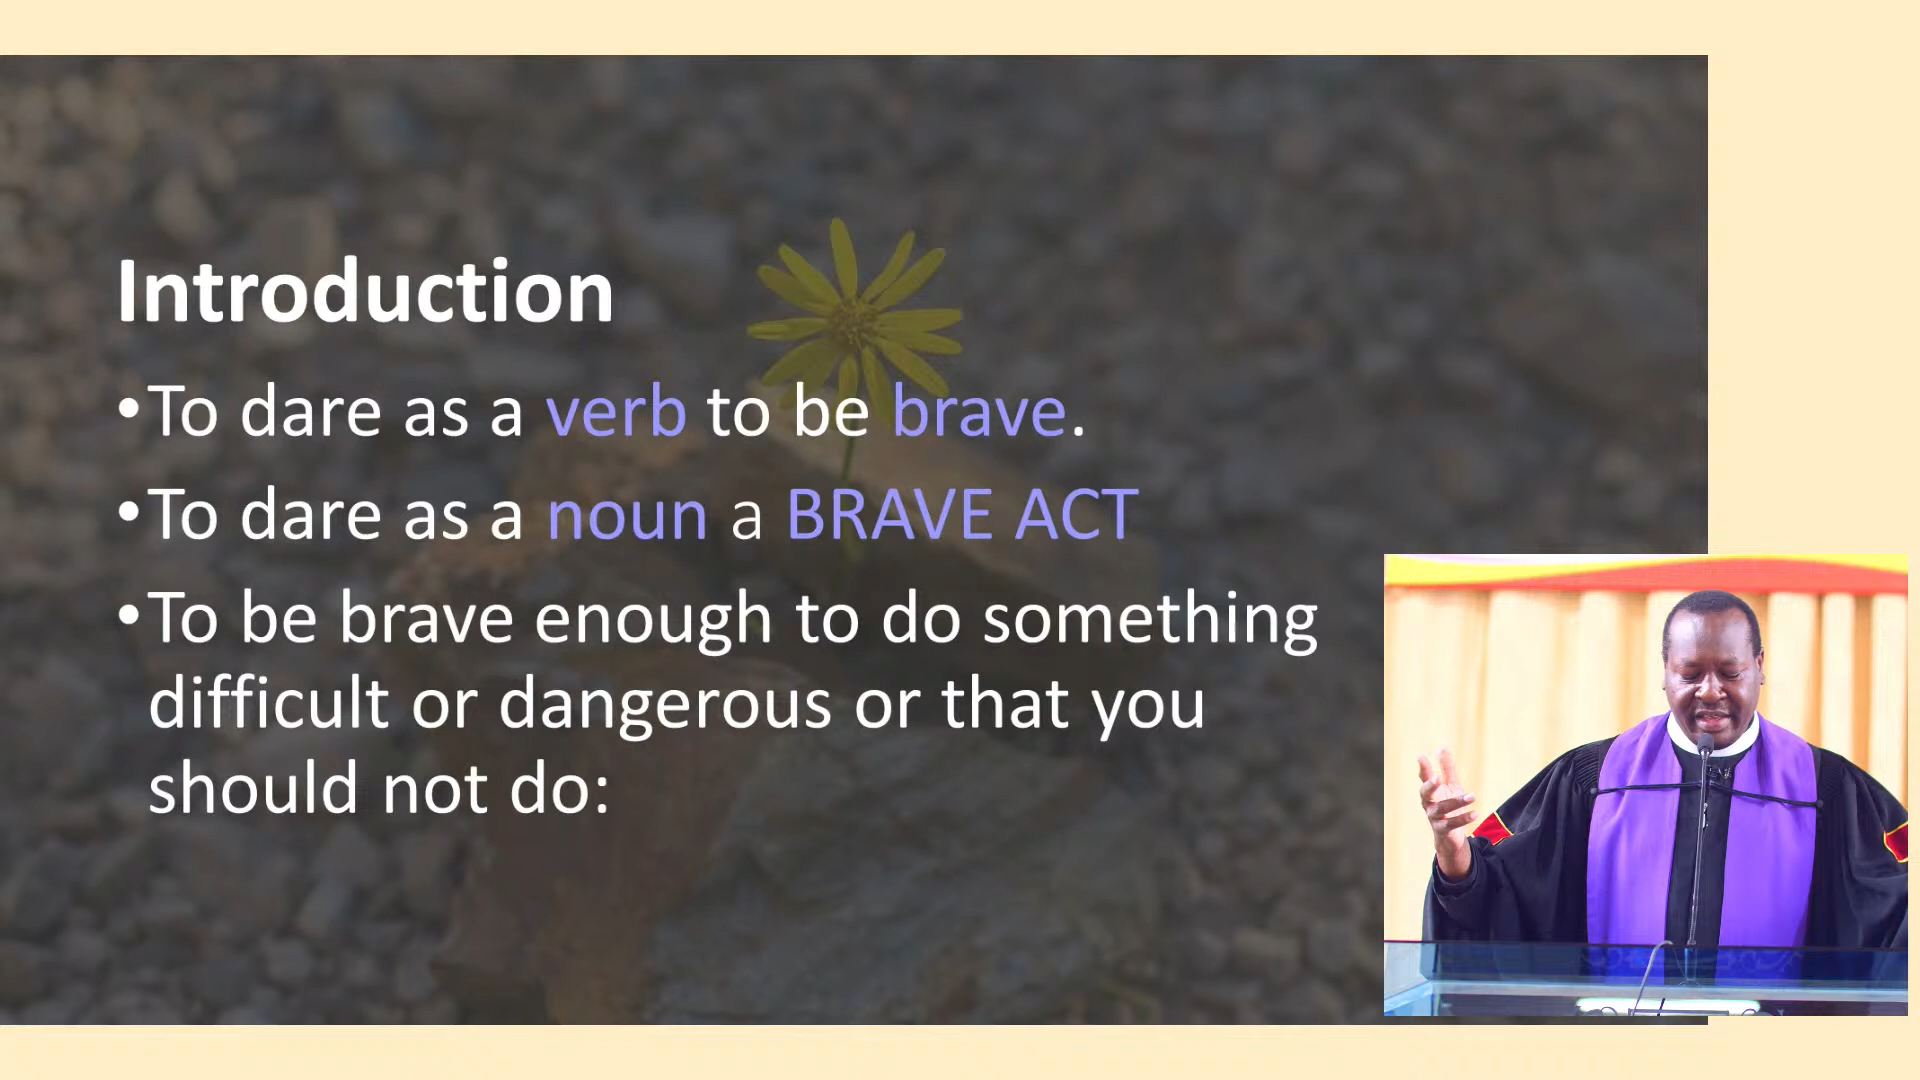 Introduction
•To dare as a verb to be brave.
•To dare as a noun a BRAVE ACT
•To be brave enough to do something
difficult or dangerous or that you
should not do: